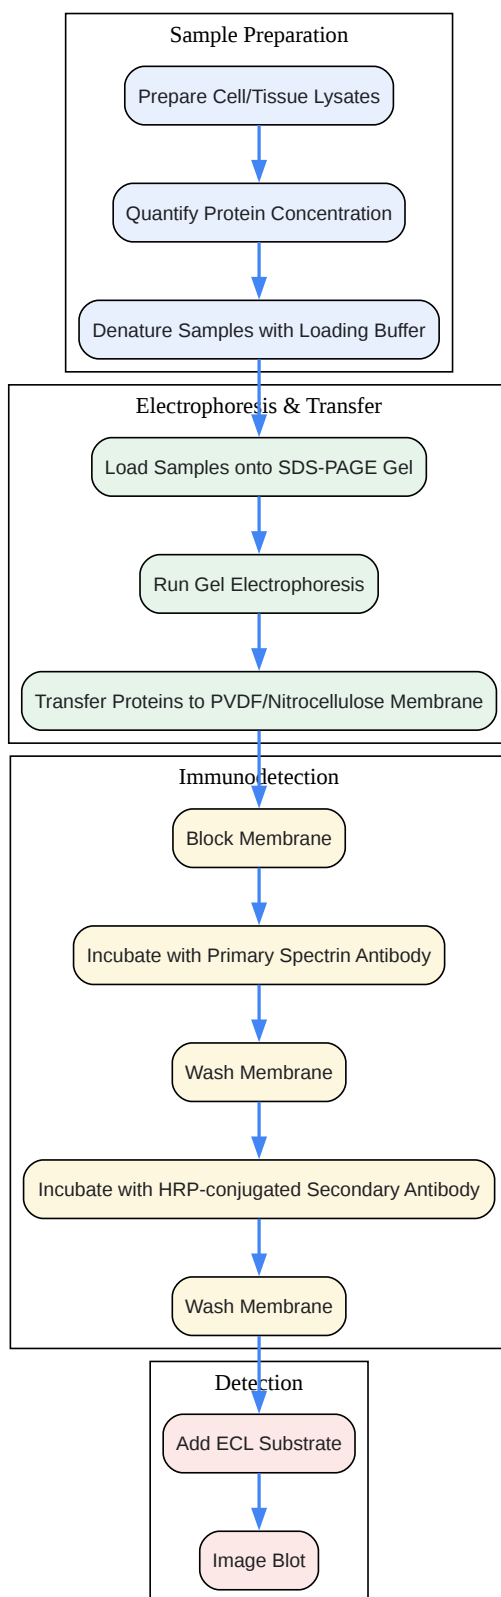 Sample Preparation
Prepare Cell/Tissue Lysates
Quantify Protein Concentration
Denature Samples with Loading Buffer
Electrophoresis & Transfer
Load Samples onto SDS-PAGE Gel
Run Gel Electrophoresis
Transfer Proteins to PVDF/Nitrocellulose Membrane
Immunodetection
Block Membrane
Incubate with Primary Spectrin Antibody
Wash Membrane
Incubate with HRP-conjugated Secondary Antibody
Wash Membrane
Detection
Add ECL Substrate
Image Blot